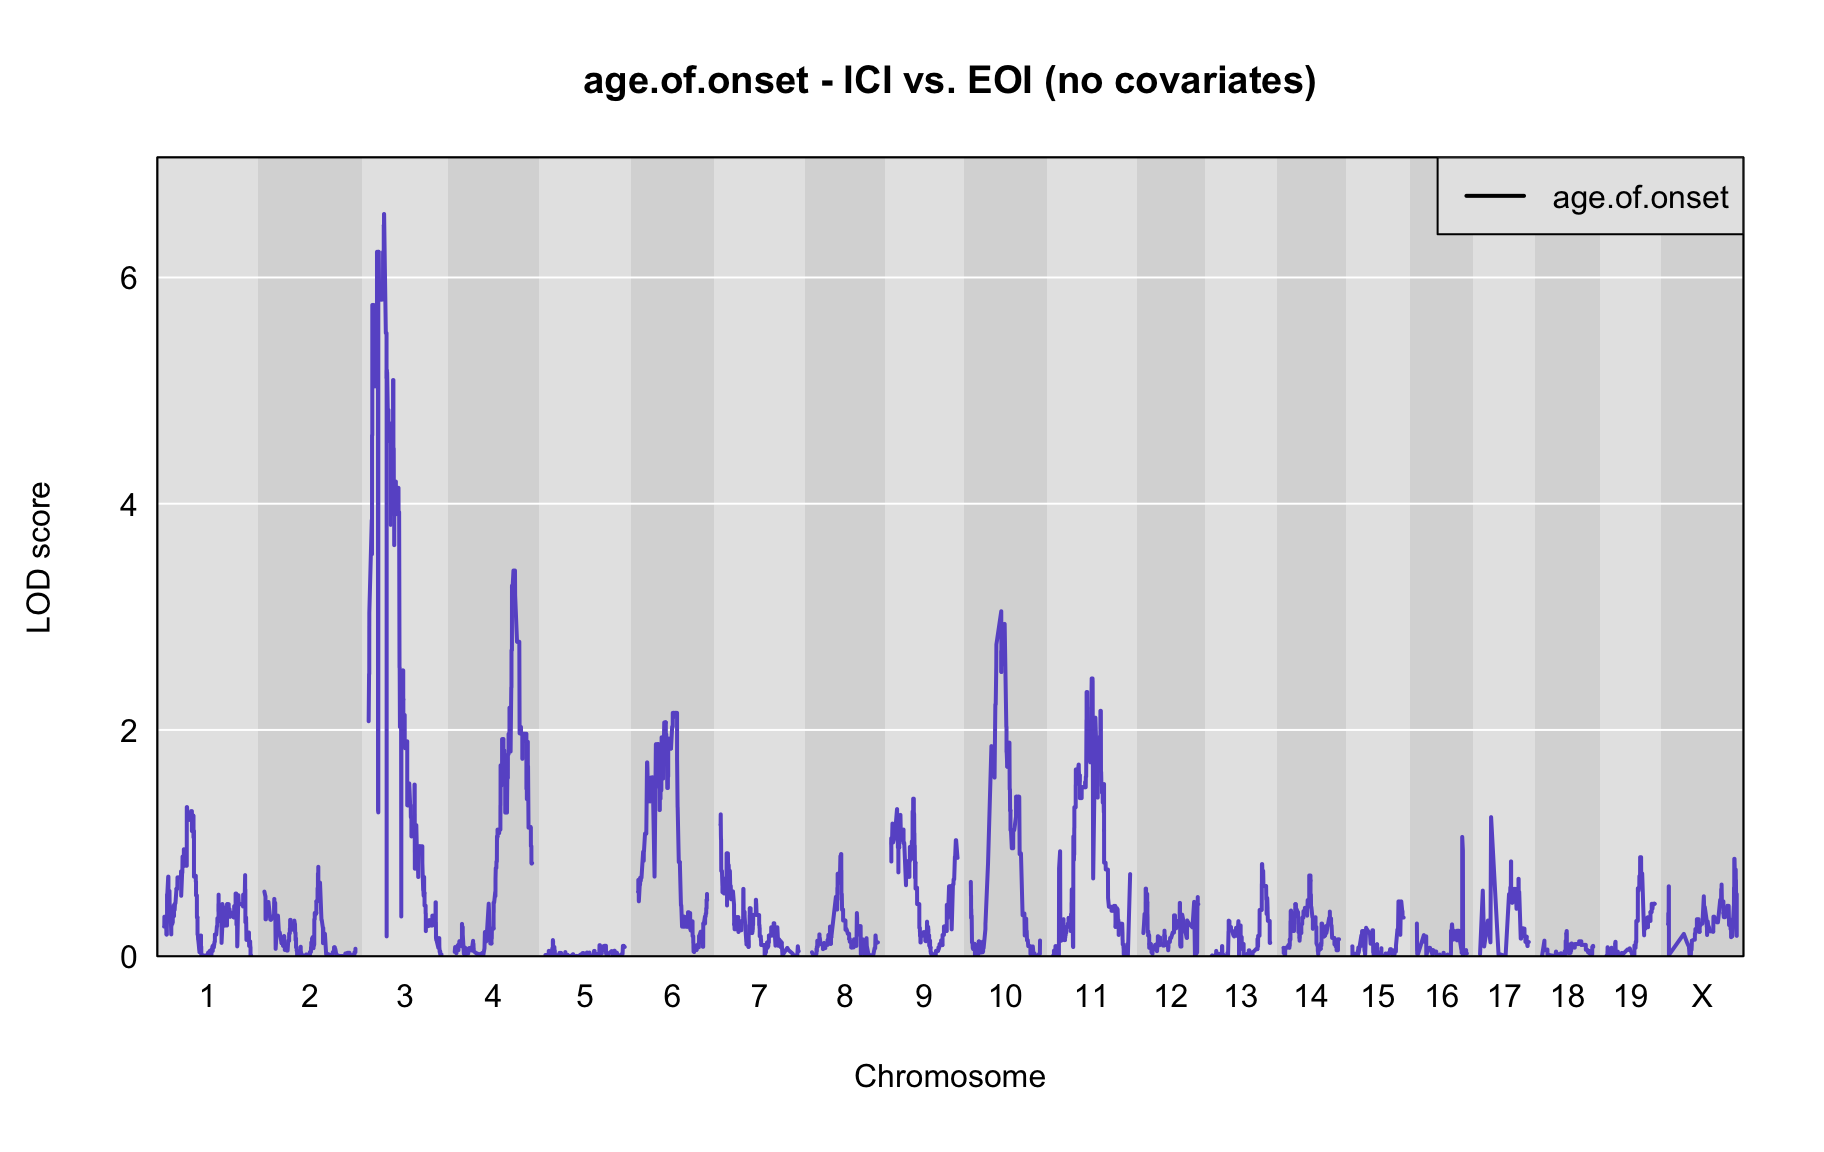 age.of.onset - ICI vs. EOI (no covariates)
age.of.onset
6
4
2
0
LOD score
1 2 3 4 5 6 7 8 9 10 11 12 13 14 15 16 17 18 19 X
Chromosome